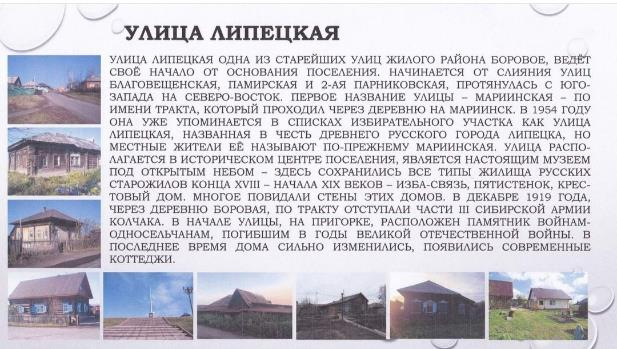 УЛИЦА ЛИПЕЦКАЯ
УЛИЦА ЛИПЕЦКАЯ ОДНА ИЗ СТАРЕЙШИХ УЛИЦ ЖИЛОГО РАЙОНА БОРОВОЕ, ВЕДЁТ
СВОЁ НАЧАЛО ОТ ОСНОВАНИЯ ПОСЕЛЕНИЯ. НАЧИНАЕТСЯ ОТ СЛИЯНИЯ УЛИЦ
БЛАГОВЕЩЕНСКАЯ, ПАМИРСКАЯ И 2-АЯ ПАРНИКОВСКАЯ, ПРОТЯНУЛАСЬ С ЮГО-
ЗАПАДА НА СЕВЕРО-ВОСТОК. ПЕРВОЕ НАЗВАНИЕ УЛИЦЫ – МАРИИНСКАЯ – ПО
ИМЕНИ ТРАКТА, КОТОРЫЙ ПРОХОДИЛ ЧЕРЕЗ ДЕРЕВНЮ НА МАРИИНСК. В 1954 ГОДУ
ОНА УЖЕ УПОМИНАЕТСЯ В СПИСКАХ ИЗБИРАТЕЛЬНОГО УЧАСТКА КАК УЛИЦА
ЛИПЕЦКАЯ, НАЗВАННАЯ В ЧЕСТЬ ДРЕВНЕГО РУССКОГО ГОРОДА ЛИПЕЦКА, НО
МЕСТНЫЕ ЖИТЕЛИ ЕЁ НАЗЫВАЮТ ПО-ПРЕЖНЕМУ МАРИИНСКАЯ. УЛИЦА РАСПО-
ЛАГАЕТСЯ В ИСТОРИЧЕСКОМ ЦЕНТРЕ ПОСЕЛЕНИЯ, ЯВЛЯЕТСЯ НАСТОЯЩИМ МУЗЕЕМ
ПОД ОТКРЫТЫМ НЕБОМ – ЗДЕСЬ СОХРАНИЛИСЬ ВСЕ ТИПЫ ЖИЛИЩА РУССКИХ
СТАРОЖИЛОВ КОНЦА XVIII – НАЧАЛА XIX ВЕКОВ – ИЗБА-СВЯЗЬ, ПЯТИСТЕНОК, КРЕС-
ТОВЫЙ ДОМ. МНОГОЕ ПОВИДАЛИ СТЕНЫ ЭТИХ ДОМОВ. В ДЕКАБРЕ 1919 ГОДА,
ЧЕРЕЗ ДЕРЕВНЮ БОРОВАЯ, ПО ТРАКТУ ОТСТУПАЛИ ЧАСТИ III СИБИРСКОЙ АРМИИ
КОЛЧАКА. В НАЧАЛЕ УЛИЦЫ, НА ПРИГОРКЕ, РАСПОЛОЖЕН ПАМЯТНИК ВОЙНАМ-
ОДНОСЕЛЬЧАНАМ, ПОГИБШИМ В ГОДЫ ВЕЛИКОЙ ОТЕЧЕСТВЕННОЙ ВОЙНЫ. В
ПОСЛЕДНЕЕ ВРЕМЯ ДОМА СИЛЬНО ИЗМЕНИЛИСЬ, ПОЯВИЛИСЬ СОВРЕМЕННЫЕ
КОТТЕДЖИ.